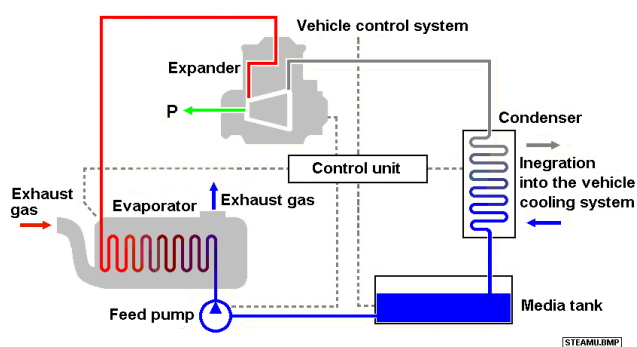 Vehicle control system
Expander
P
Condenser
Control unit
Inegration
into the vehicle
cooling system
Exhaust
gas
Evaporator
Exhaust gas
Feed pump
Media tank
STEAMU.BMP